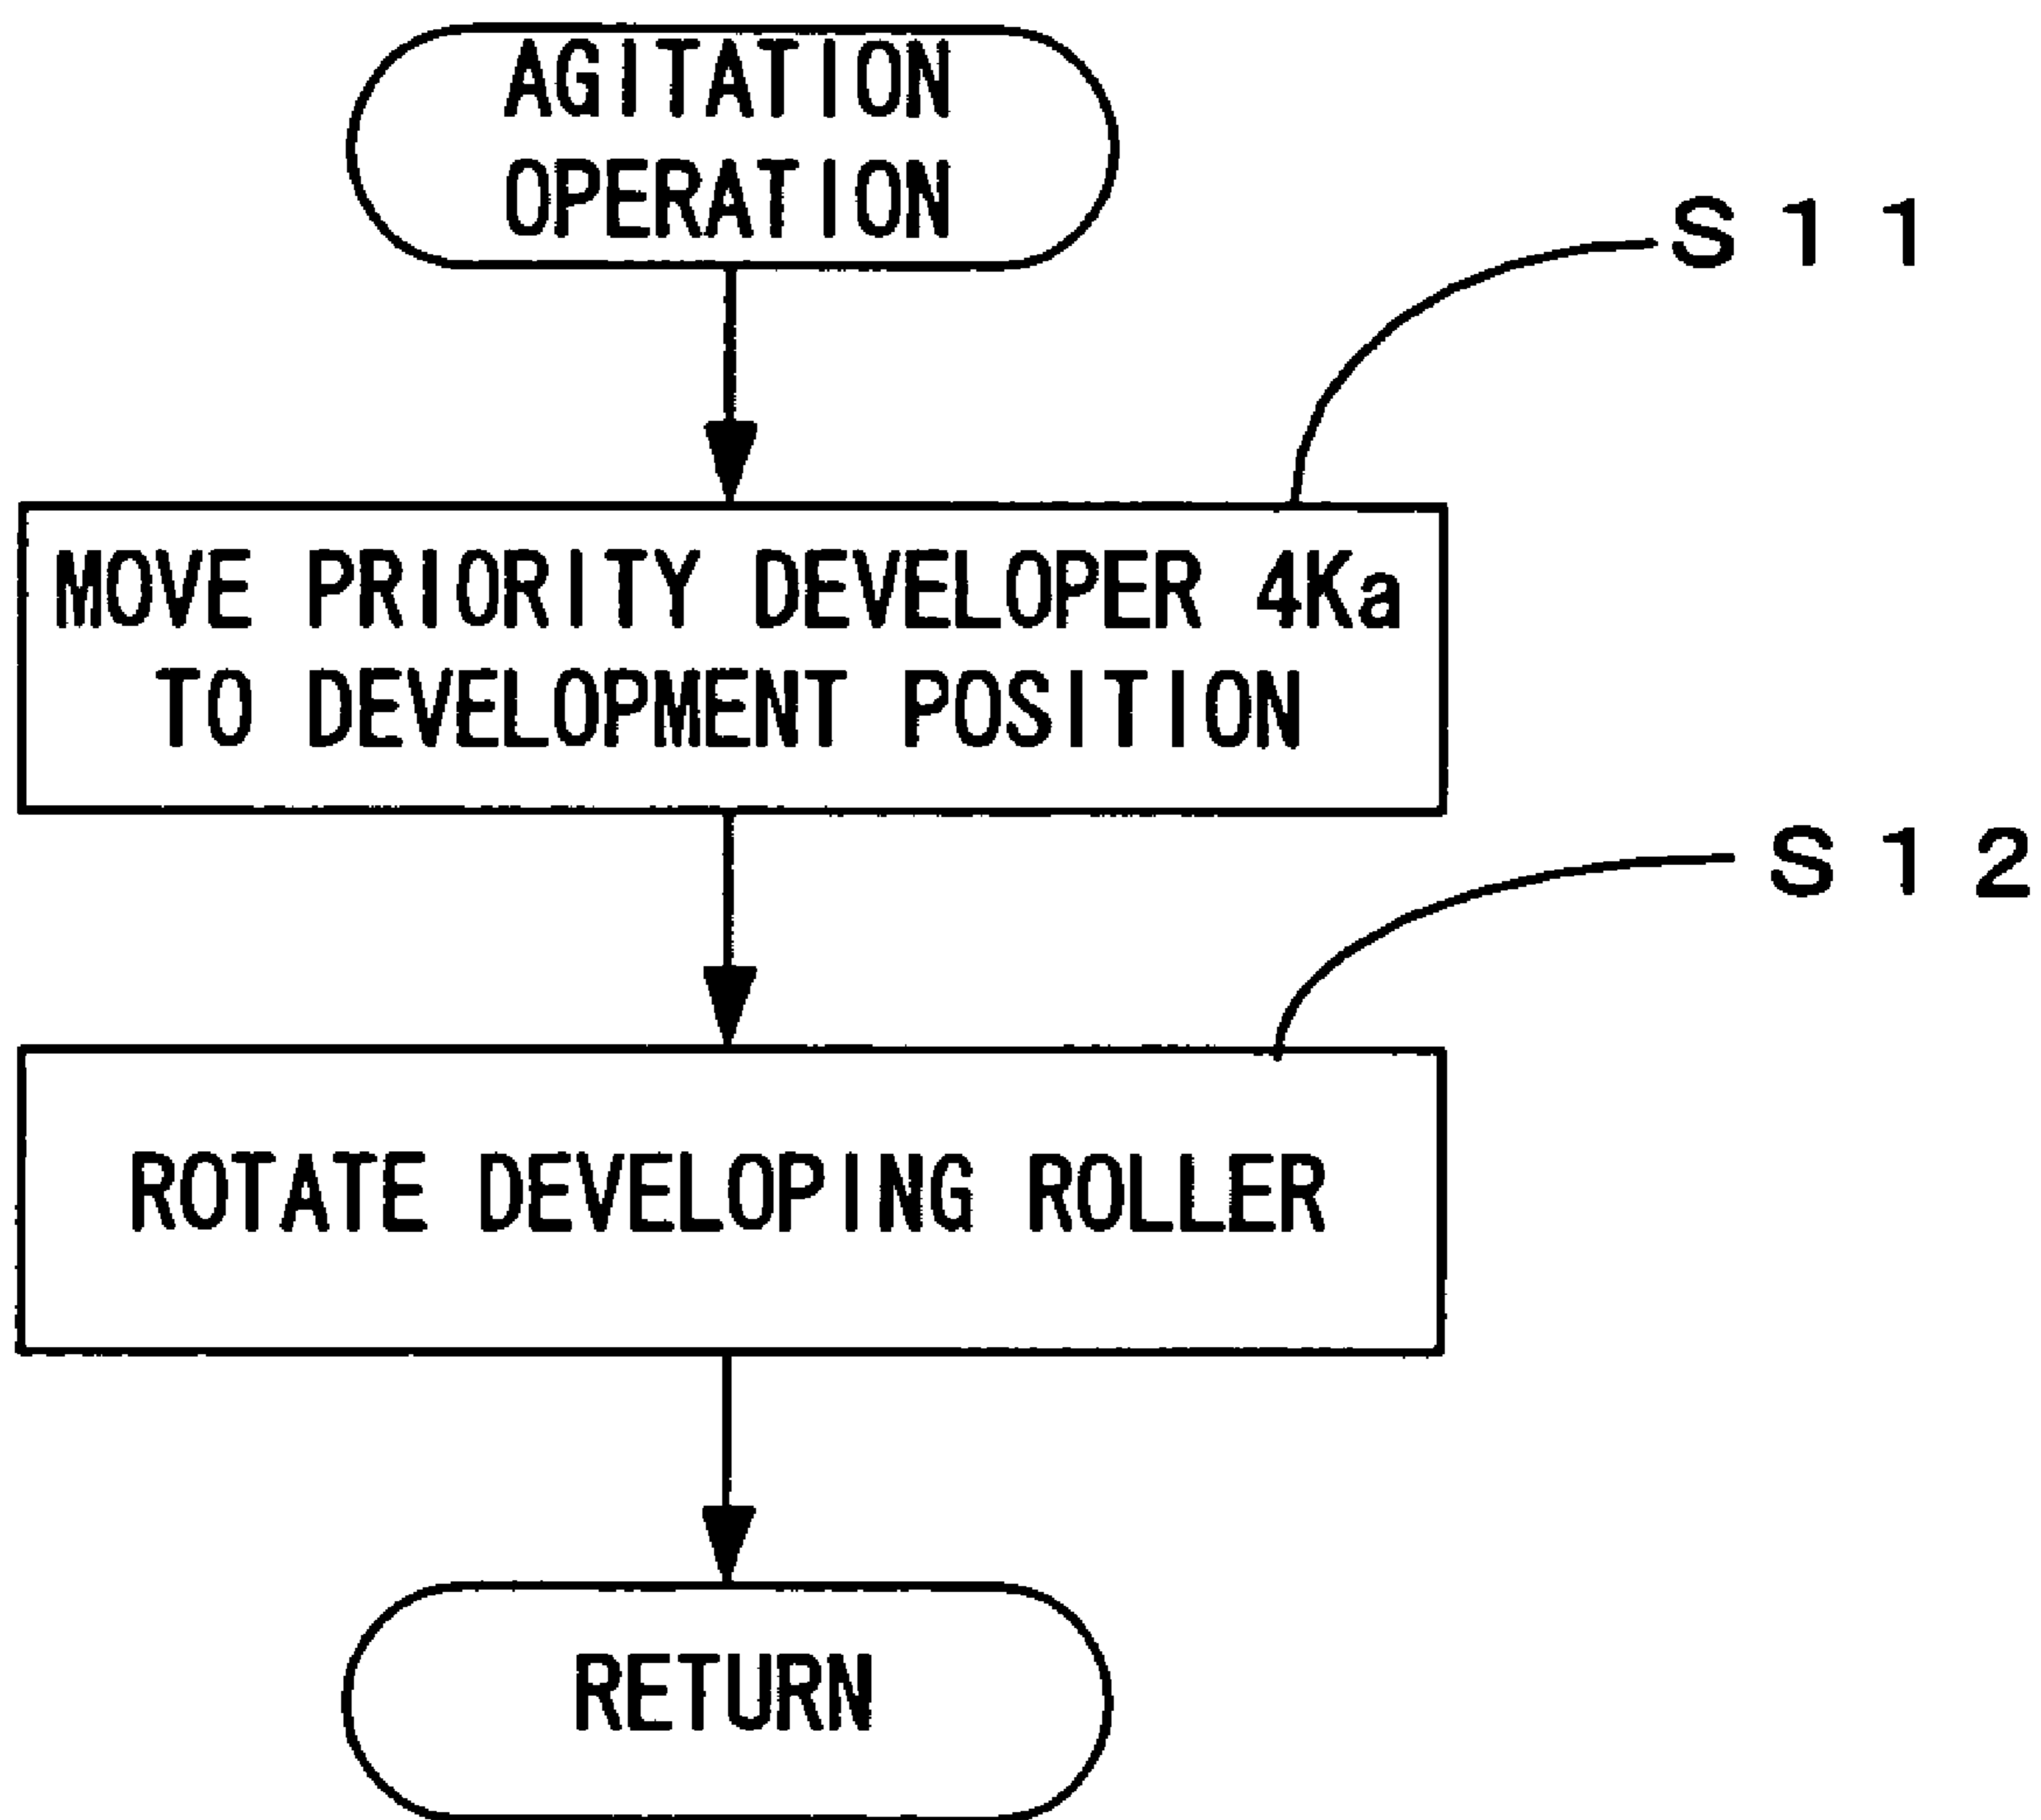 AGITATION
OPERATION
S11
MOVE PRIORITY DEVELOPER 4Ka
TO DEVELOPMENT POSITION
S12
ROTATE DEVELOPING ROLLER
RETURN